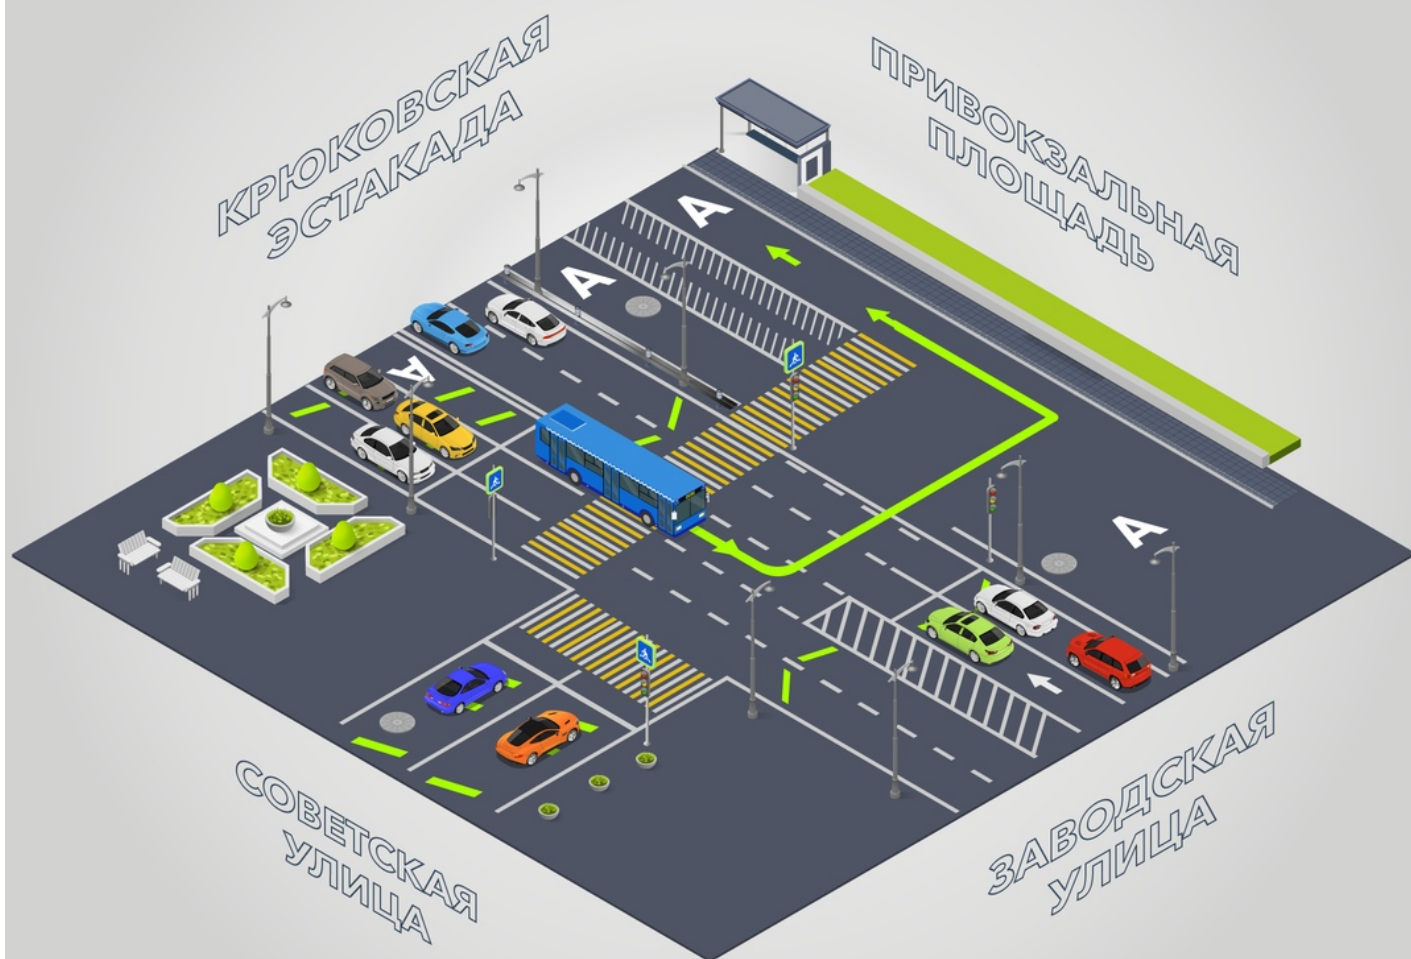 КРЮКОВСКАЯ
ЭСТАКАДА
ПРИВОКЗАЛЬНАЯ
ПЛОЩАДЬ
А
А
А
А
СОВЕТСКАЯ
УЛИЦА
ЗАВОДСКАЯ
УЛИЦА